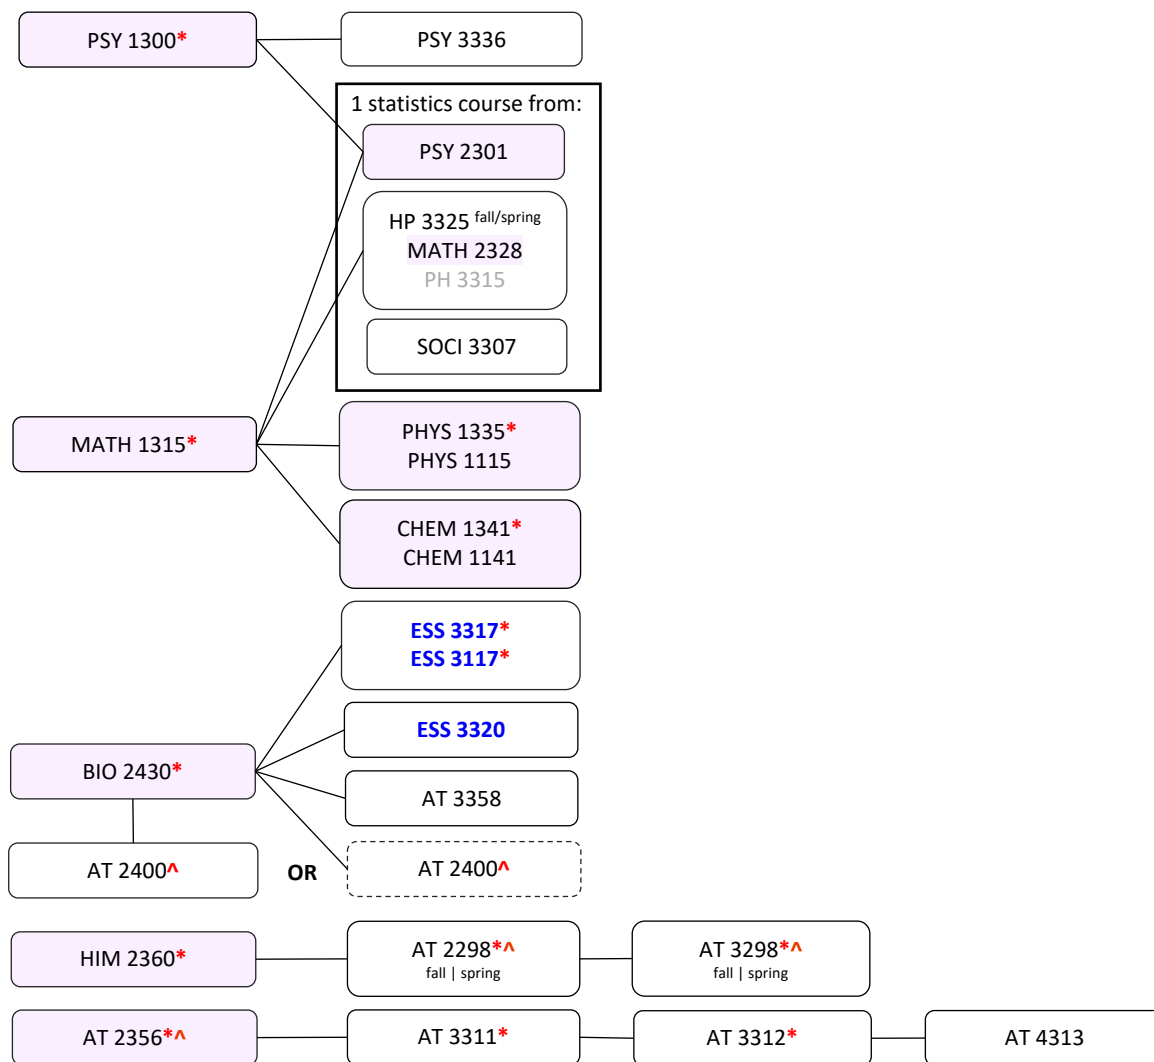 PSY 1300*
PSY 3336
1 statistics course from:
PSY 2301
HP 3325 fall/spring
MATH 2328
PH 3315
SOCI 3307
MATH 1315*
PHYS 1335*
PHYS 1115
CHEM 1341*
CHEM 1141
ESS 3317*
ESS 3117*
ESS 3320
BIO 2430*
AT 3358
AT 2400^
OR
AT 2400^
HIM 2360*
AT 2298*^
fall | spring
AT 3298*^
fall | spring
AT 2356*^
AT 3311*
AT 3312*
AT 4313